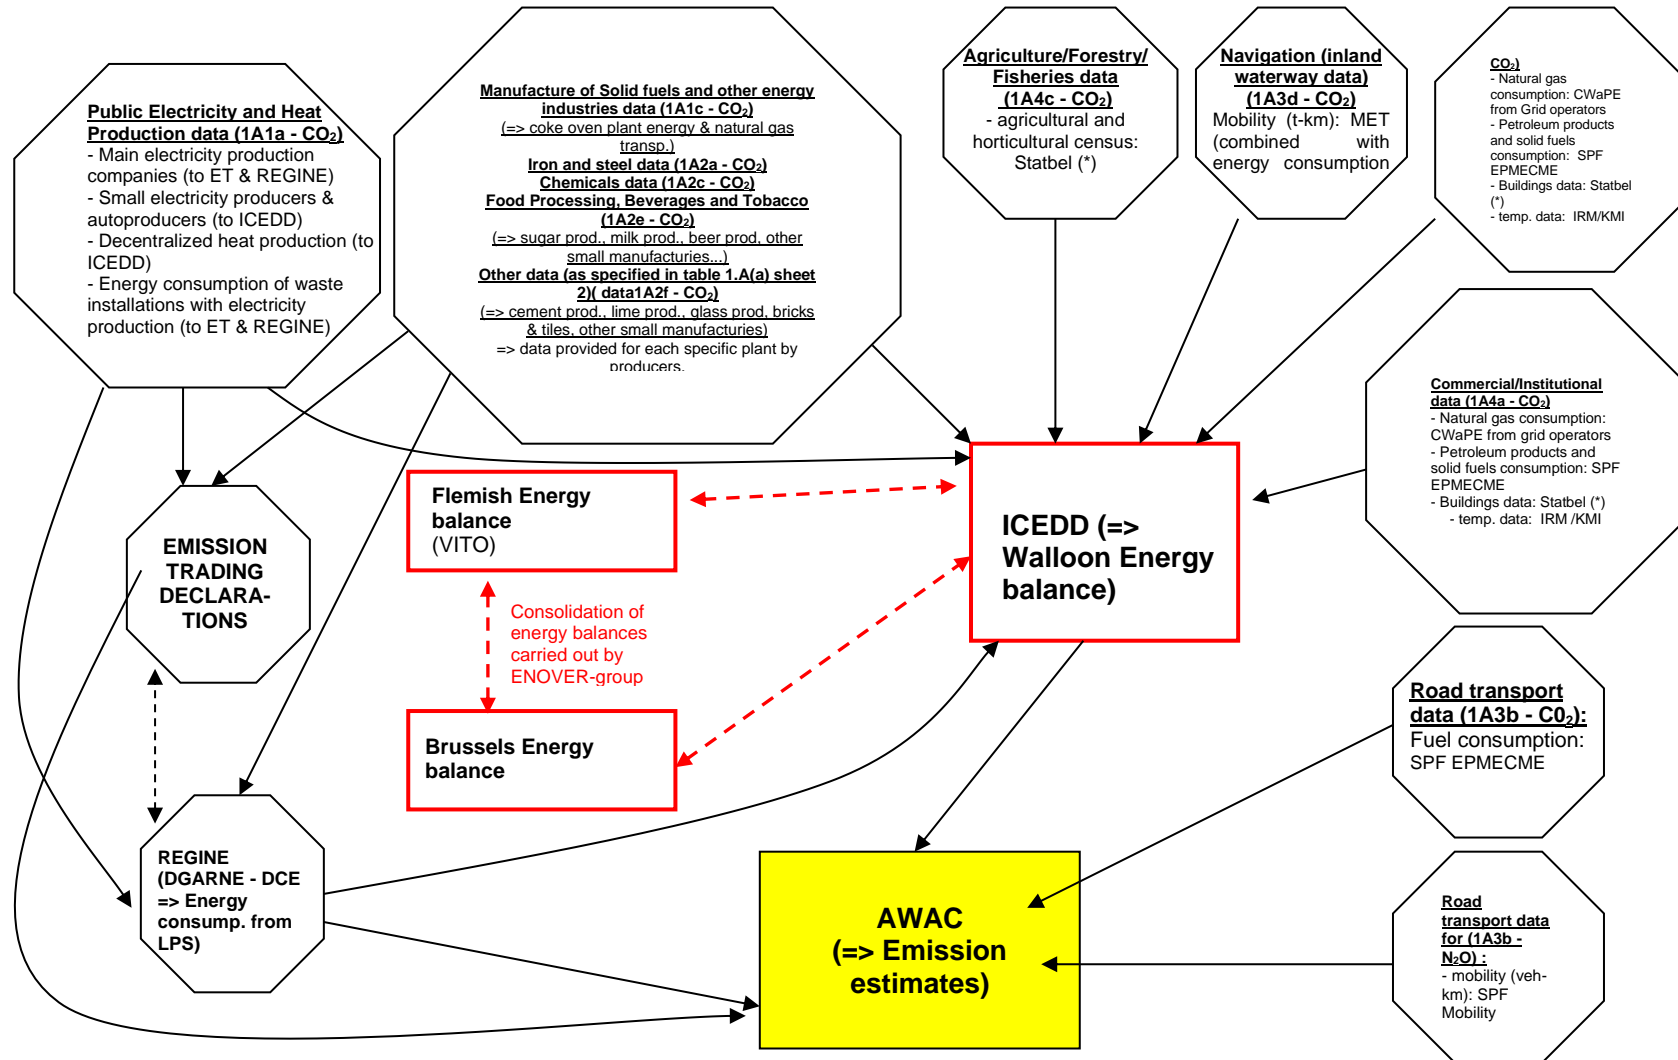 Public Electricity and Heat
Production data (1A1a - CO₂)
- Main electricity production
companies (to ET & REGINE)
- Small electricity producers &
autoproducers (to ICEDD)
- Decentralized heat production (to
ICEDD)
- Energy consumption of waste
installations with electricity
production (to ET & REGINE)
Manufacture of Solid fuels and other energy
industries data (1A1c - CO₂)
(=> coke oven plant energy & natural gas
transp.)
Iron and steel data (1A2a - CO₂)
Chemicals data (1A2c - CO₂)
Food Processing, Beverages and Tobacco
(1A2e - CO₂)
(=> sugar prod., milk prod., beer prod, other
small manufacturies...)
Other data (as specified in table 1.A(a) sheet
2)( data1A2f - CO₂)
(=> cement prod., lime prod., glass prod, bricks
& tiles, other small manufacturies)
=> data provided for each specific plant by
producers.
Agriculture/Forestry/
Fisheries data
(1A4c - CO₂)
- agricultural and
horticultural census:
Statbel (*)
Navigation (inland
waterway data)
(1A3d - CO₂)
Mobility (t-km): MET
(combined with
energy consumption
CO₂)
- Natural gas
consumption: CWaPE
from Grid operators
- Petroleum products
and solid fuels
consumption: SPF
EPMECME
- Buildings data: Statbel
(*)
- temp. data: IRM/KMI
Commercial/Institutional
data (1A4a - CO₂)
- Natural gas consumption:
CWaPE from grid operators
- Petroleum products and
solid fuels consumption: SPF
EPMECME
- Buildings data: Statbel (*)
- temp. data: IRM /KMI
EMISSION
TRADING
DECLARA-
TIONS
Flemish Energy
balance
(VITO)
Consolidation of
energy balances
carried out by
ENOVER-group
Brussels Energy
balance
ICEDD (=>
Walloon Energy
balance)
Road transport
data (1A3b - C0₂):
Fuel consumption:
SPF EPMECME
REGINE
(DGARNE - DCE
=> Energy
consump. from
LPS)
AWAC
(=> Emission
estimates)
Road
transport data
for (1A3b -
N₂O) :
- mobility (veh-
km): SPF
Mobility